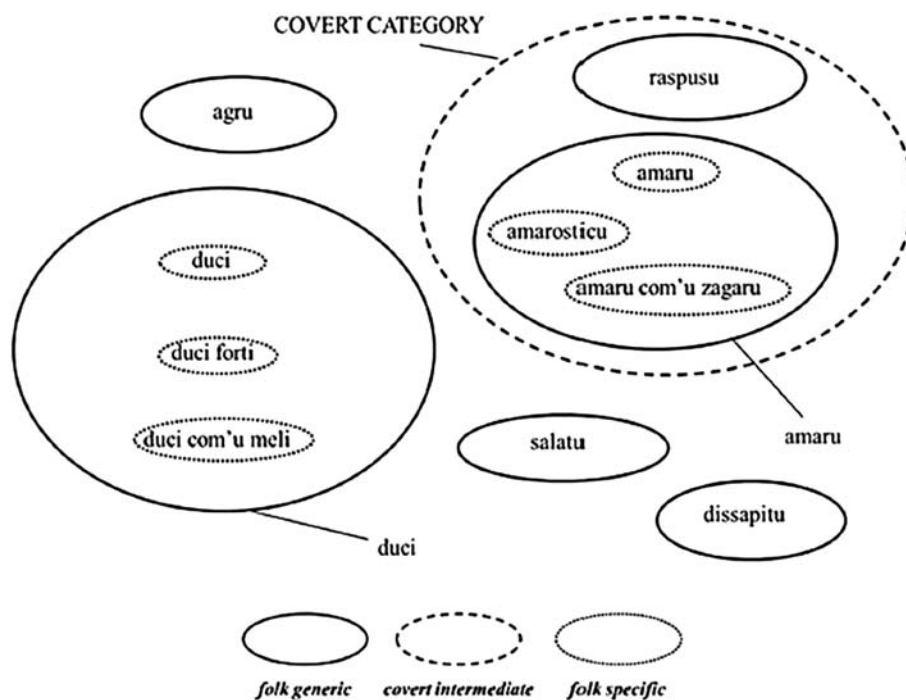 COVERT CATEGORY
raspusu
agru
amaru
amarosticu
duci
amaru com'u zagaru
duci forti
duci com'u meli
salatu
amaru
dissapitu
duci
folk generic
covert intermediate
folk specific